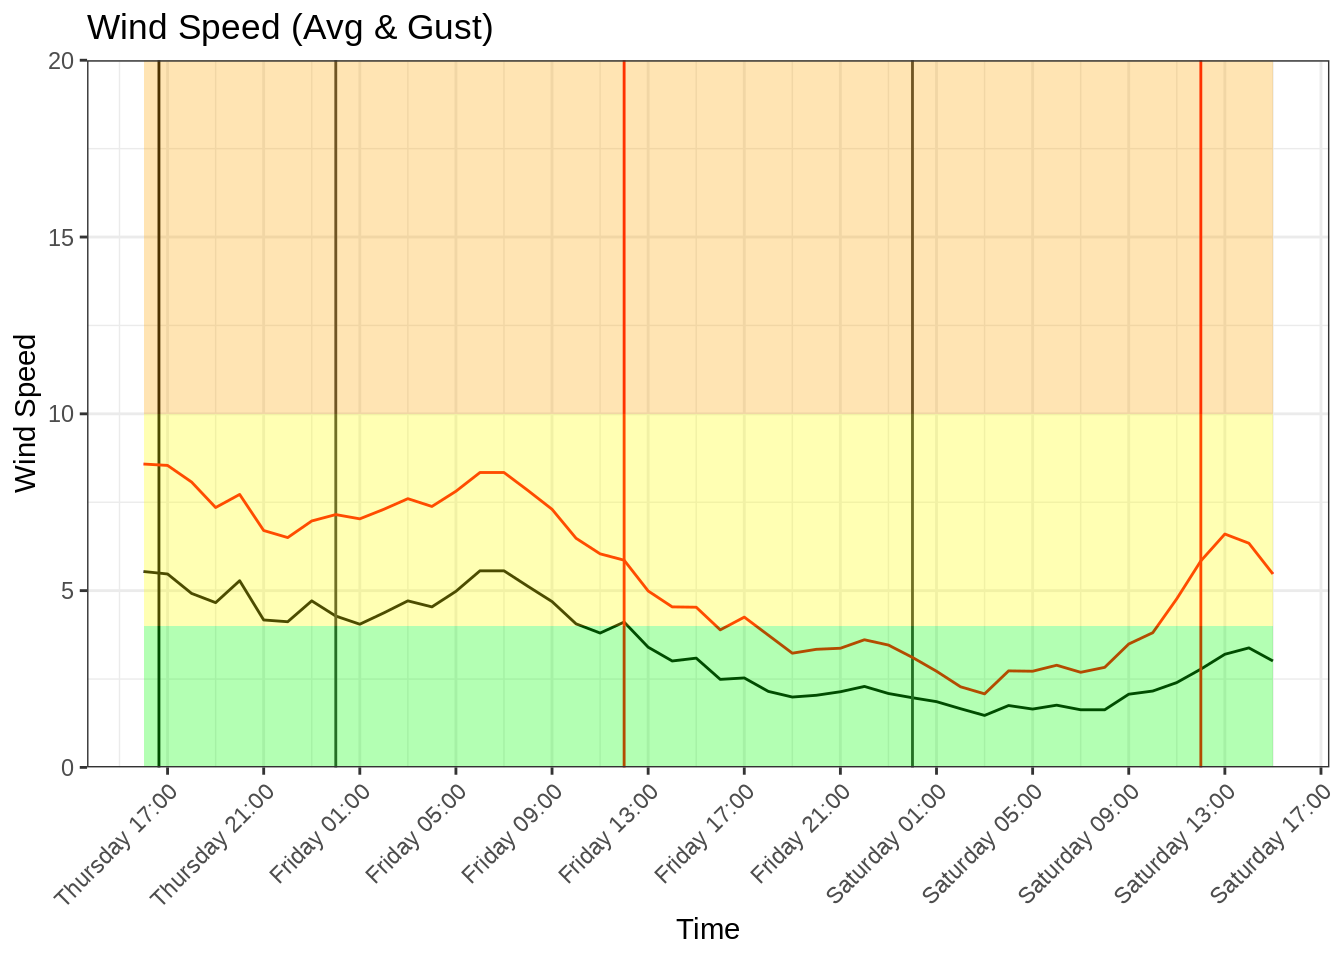 Wind Speed (Avg & Gust)
20
15
10
5
0
Wind Speed
Thursday 17:00
Thursday 21:00
Friday 01:00
Friday 05:00
Friday 09:00
Friday 13:00
Friday 17:00
Friday 21:00
Saturday 01:00
Saturday 05:00
Saturday 09:00
Saturday 13:00
Saturday 17:00
Time